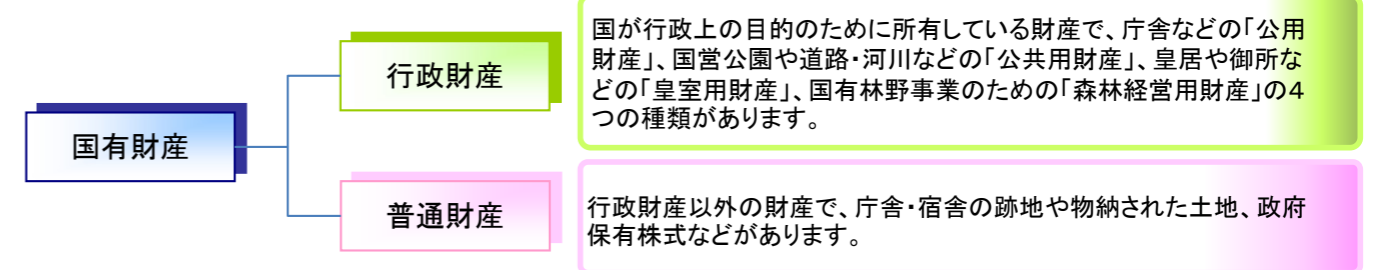 国有財産
行政財産
国が行政上の目的のために所有している財産で、庁舎などの「公用
財産」、国営公園や道路・河川などの「公共用財産」、皇居や御所な
どの「皇室用財産」、国有林野事業のための「森林経営用財産」の4
つの種類があります。
普通財産
行政財産以外の財産で、庁舎・宿舎の跡地や物納された土地、政府
保有株式などがあります。